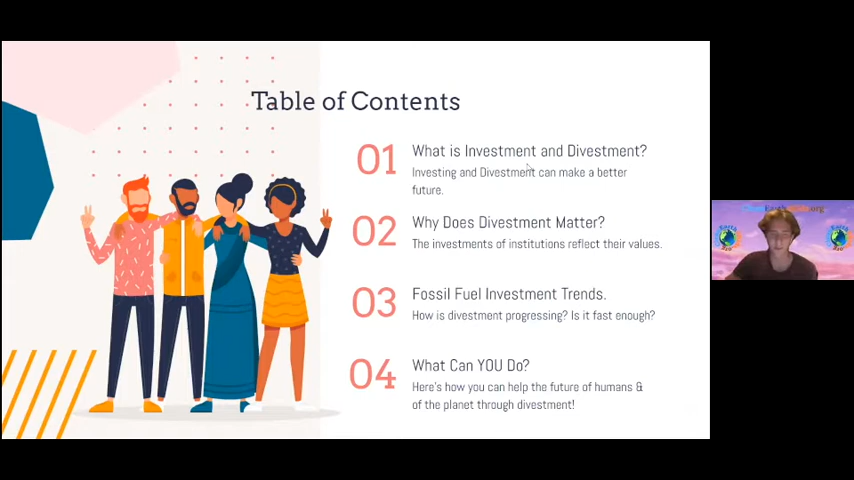 Table of Contents
01
What is Investment and Divestment?
Investing and Divestment can make a better
future.
02
Why Does Divestment Matter?
The investments of institutions reflect their values.
03
Fossil Fuel Investment Trends.
How is divestment progressing? Is it fast enough?
04
What Can YOU Do?
Here's how you can help the future of humans &
of the planet through divestment!